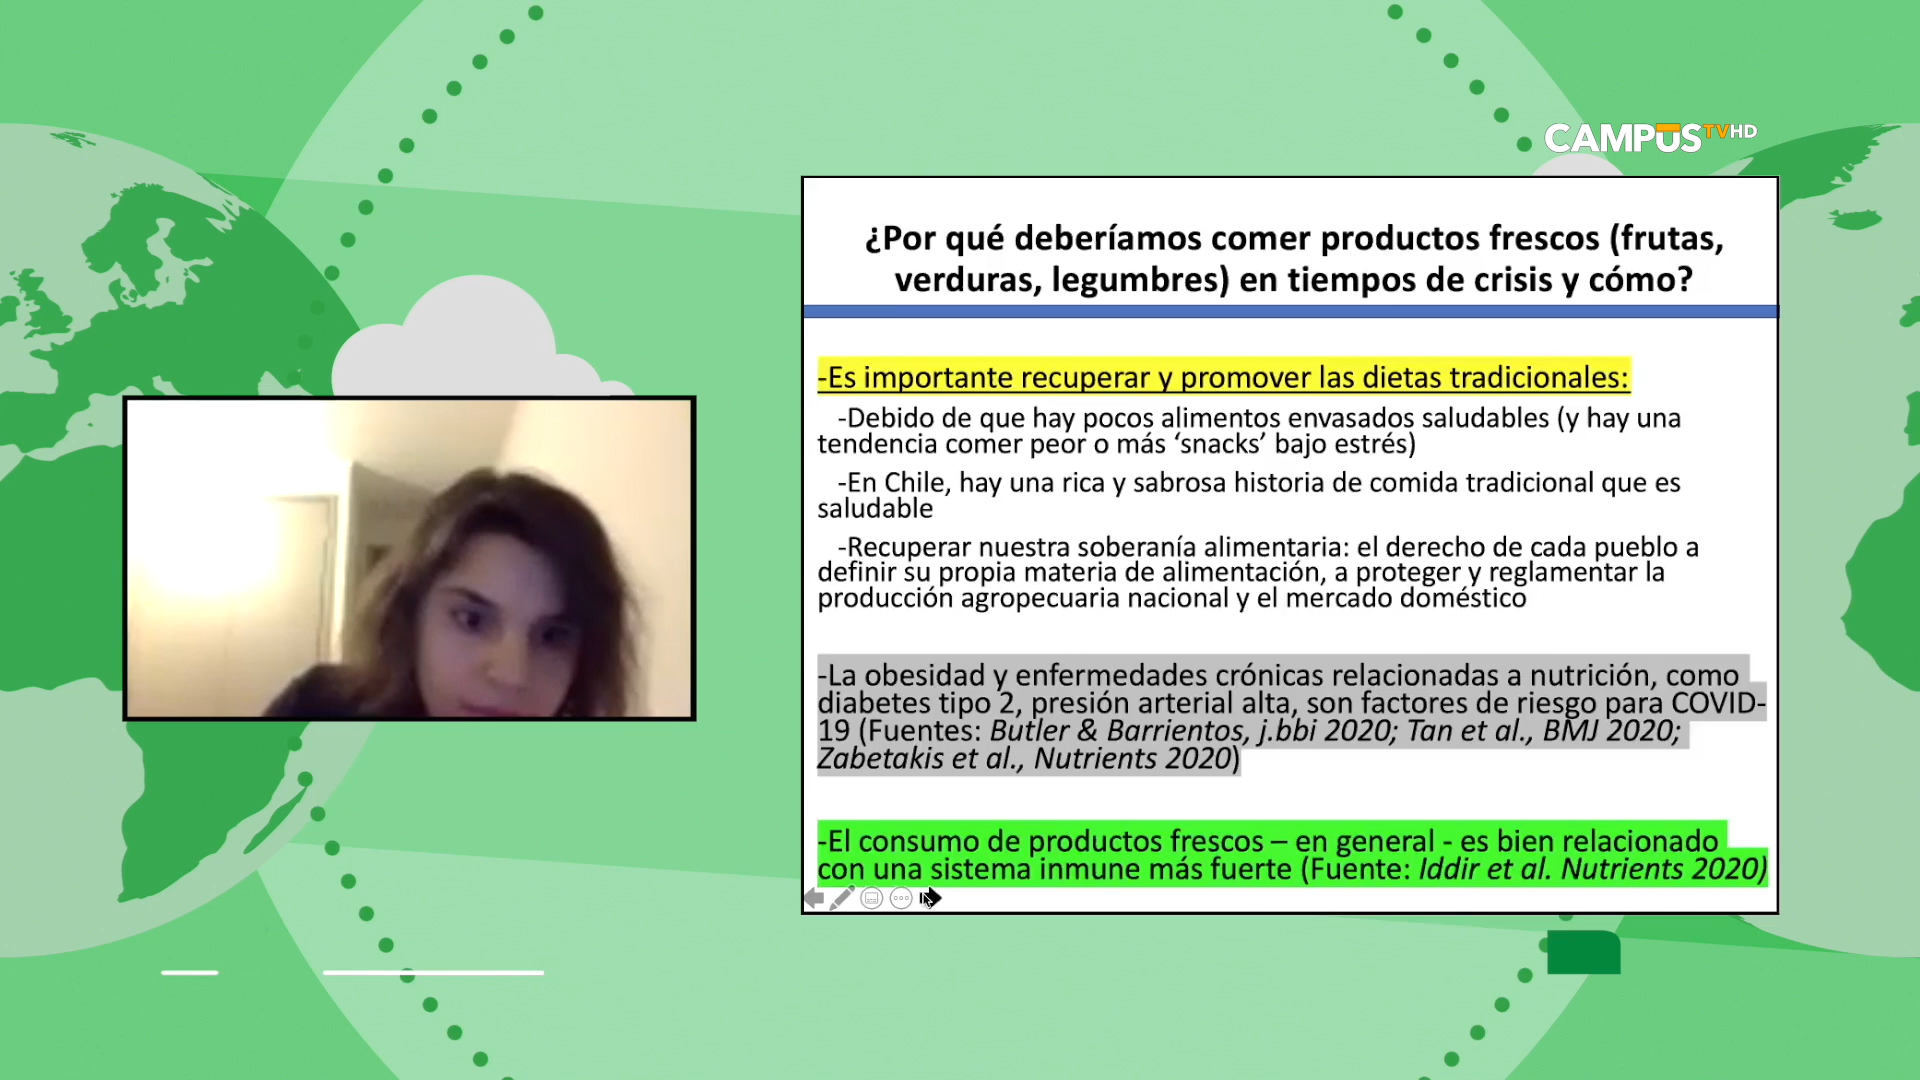 CAMPUSTVHD
¿Por qué deberíamos comer productos frescos (frutas,
verduras, legumbres) en tiempos de crisis y cómo?
-Es importante recuperar y promover las dietas tradicionales:
-Debido de que hay pocos alimentos envasados saludables (y hay una
tendencia comer peor o más ‘snacks’ bajo estrés)
-En Chile, hay una rica y sabrosa historia de comida tradicional que es
saludable
-Recuperar nuestra soberanía alimentaria: el derecho de cada pueblo a
definir su propia materia de alimentación, a proteger y reglamentar la
producción agropecuaria nacional y el mercado doméstico
-La obesidad y enfermedades crónicas relacionadas a nutrición, como
diabetes tipo 2, presión arterial alta, son factores de riesgo para COVID-
19 (Fuentes: Butler & Barrientos, j.bbi 2020; Tan et al., BMJ 2020;
Zabetakis et al., Nutrients 2020)
-El consumo de productos frescos – en general - es bien relacionado
con una sistema inmune más fuerte (Fuente: Iddir et al. Nutrients 2020)